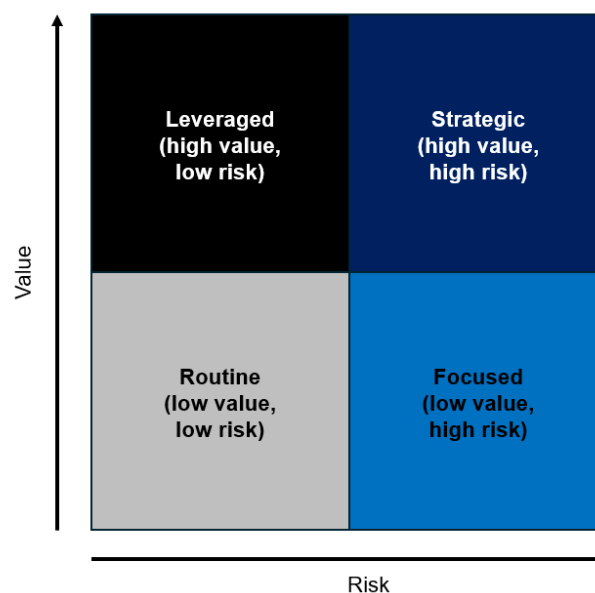 Leveraged
(high value,
low risk)
Strategic
(high value,
high risk)
Value
Routine
(low value,
low risk)
Focused
(low value,
high risk)
Risk